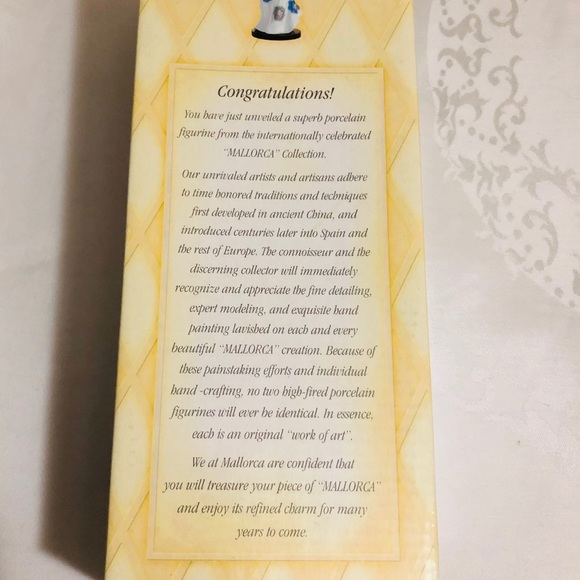 Congratulations!
You have just unveiled a superb porcelain
figurine from the internationally celebrated
"MALLORCA" Collection.
Our unrivaled artists and artisans adhere
to time honored traditions and techniques
first developed in ancient China, and
introduced centuries later into Spain and
the rest of Europe. The connoisseur and the
discerning collector will immediately
recognize and appreciate the fine detailing,
expert modeling, and exquisite hand
painting lavished on each and every
beautiful "MALLORCA" creation. Because of
these painstaking efforts and individual
hand -crafting, no two high-fired porcelain
figurines will ever be identical. In essence,
each is an original "work of art".
We at Mallorca are confident that
you will treasure your piece of "MALLORCA"
and enjoy its refined charm for many
years to come.